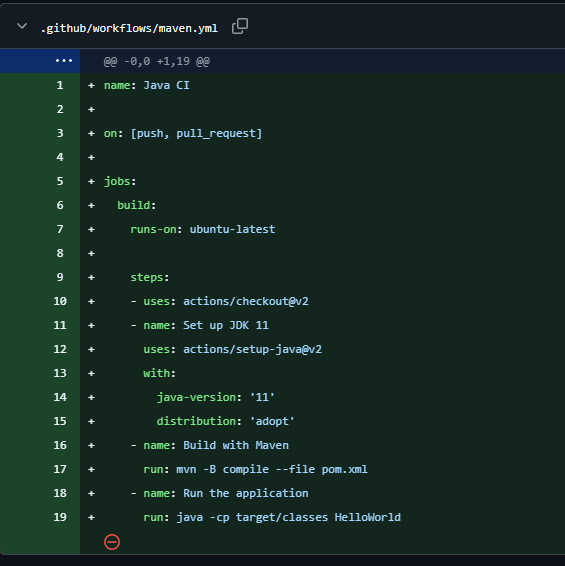 .github/workflows/maven.yml
... @@ -0,0 +1,19 @@
1 + name: Java CI
2 +
3 + on: [push, pull_request]
4 +
5 + jobs:
6 +   build:
7 +     runs-on: ubuntu-latest
8 +
9 +     steps:
10 +     - uses: actions/checkout@v2
11 +     - name: Set up JDK 11
12 +       uses: actions/setup-java@v2
13 +       with:
14 +         java-version: '11'
15 +         distribution: 'adopt'
16 +     - name: Build with Maven
17 +       run: mvn -B compile --file pom.xml
18 +     - name: Run the application
19 +       run: java -cp target/classes HelloWorld